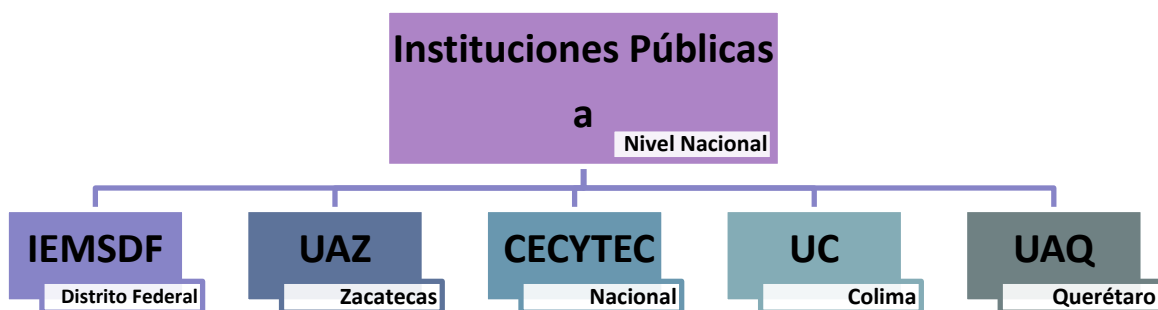 Instituciones Públicas
a
Nivel Nacional
IEMSDF
Distrito Federal
UAZ
Zacatecas
CECYTEC
Nacional
UC
Colima
UAQ
Querétaro